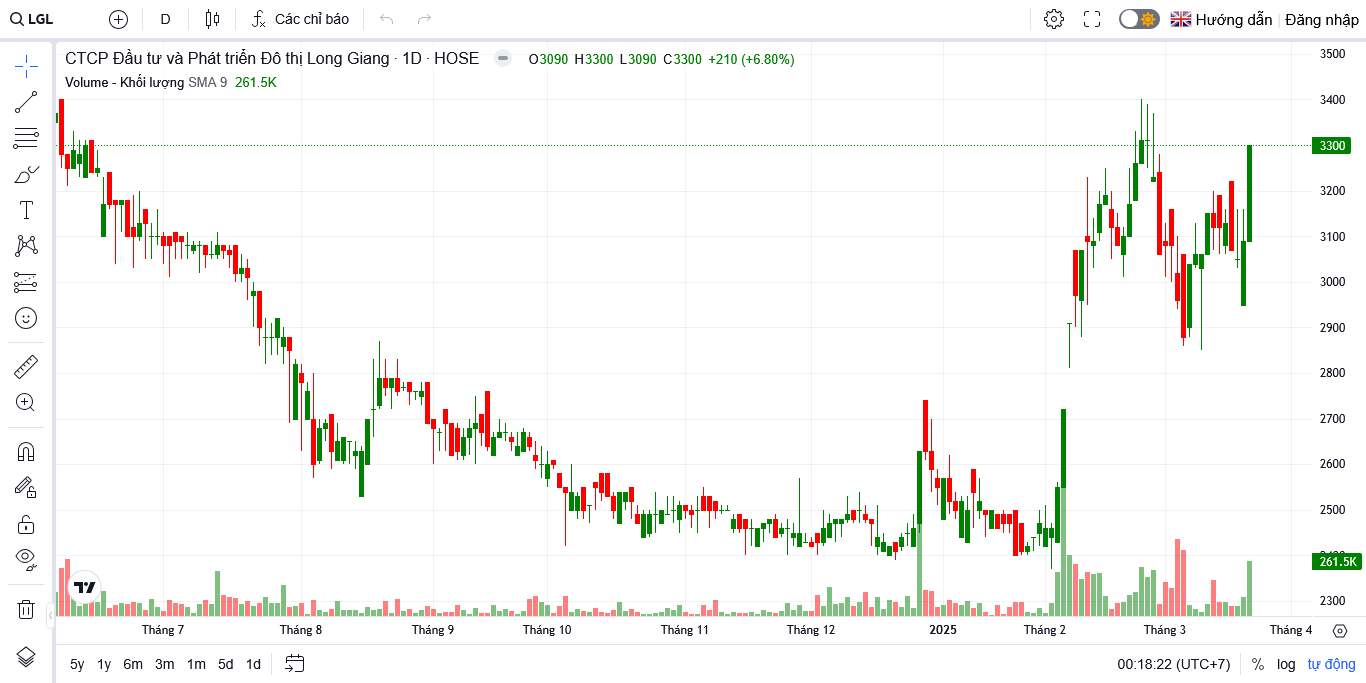 LGL D Các chỉ báo Hướng dẫn Đăng nhập
CTCP Đầu tư và Phát triển Đô thị Long Giang · 1D · HOSE O3090 H3300 L3090 C3300 +210 (+6.80%)
Volume - Khối lượng SMA 9 261.5K
3500
3400
3300
3200
3100
3000
2900
2800
2700
2600
2500
2400
261.5K
2300
Tháng 7 Tháng 8 Tháng 9 Tháng 10 Tháng 11 Tháng 12 2025 Tháng 2 Tháng 3 Tháng 4
5y 1y 6m 3m 1m 5d 1d 00:18:22 (UTC+7) % log tự động